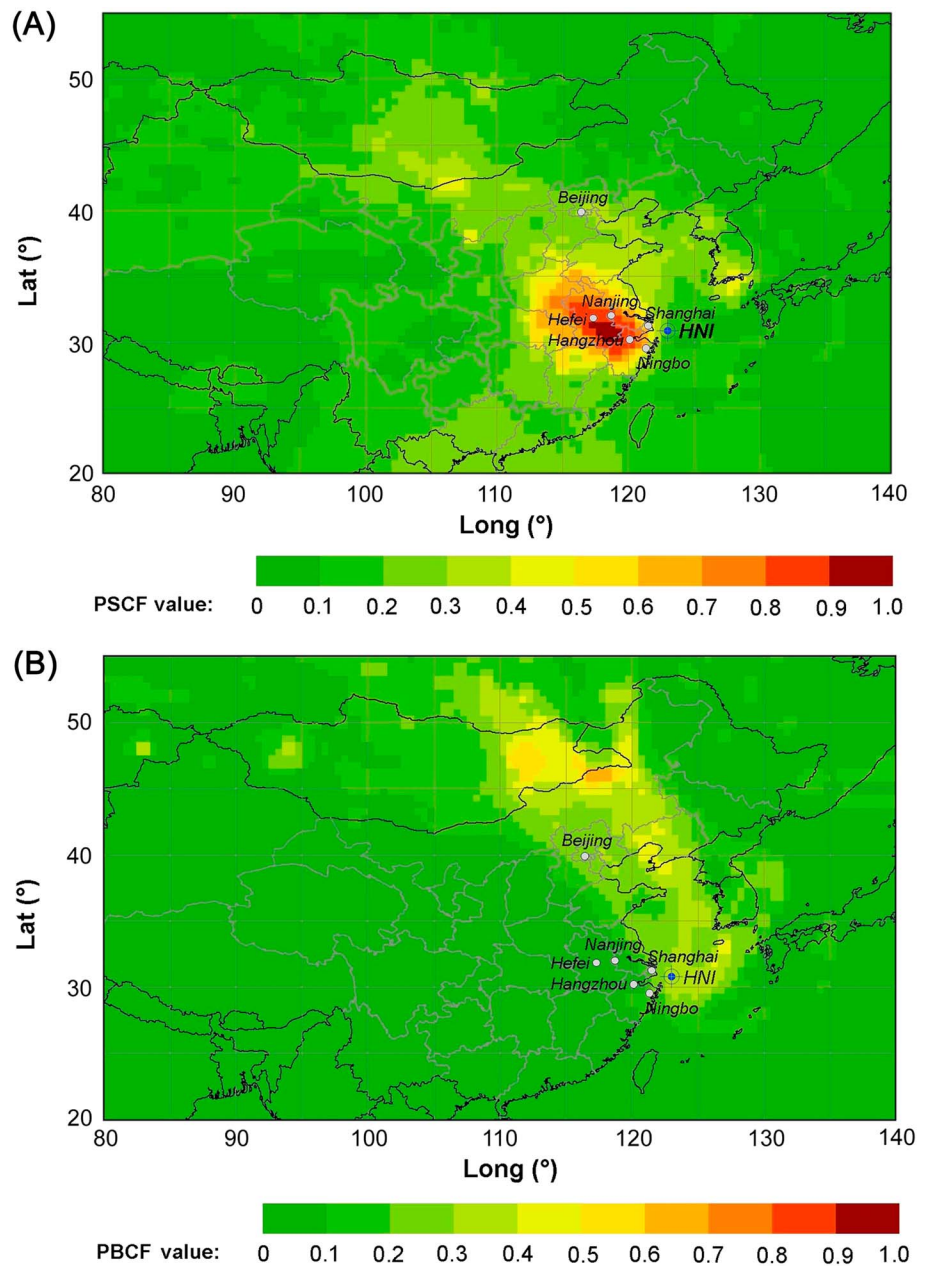 (A)
50
40
30
20
Lat (°)
Beijing
Nanjing
Shanghai
Hefei
HNI
Hangzhou
Ningbo
80 90 100 110 120 130 140
Long (°)
PSCF value: 0 0.1 0.2 0.3 0.4 0.5 0.6 0.7 0.8 0.9 1.0
(B)
50
40
30
20
Lat (°)
Beijing
Nanjing
Shanghai
Hefei
HNI
Hangzhou
Ningbo
80 90 100 110 120 130 140
Long (°)
PBCF value: 0 0.1 0.2 0.3 0.4 0.5 0.6 0.7 0.8 0.9 1.0